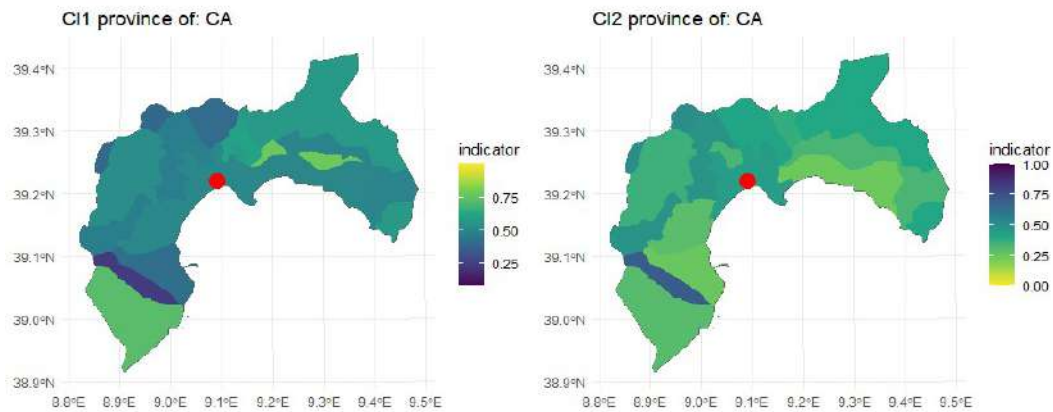 CI1 province of: CA
39.4°N
39.3°N
39.2°N
39.1°N
39.0°N
38.9°N
8.8°E 8.9°E 9.0°E 9.1°E 9.2°E 9.3°E 9.4°E 9.5°E
indicator
0.75
0.50
0.25
CI2 province of: CA
39.4°N
39.3°N
39.2°N
39.1°N
39.0°N
38.9°N
8.8°E 8.9°E 9.0°E 9.1°E 9.2°E 9.3°E 9.4°E 9.5°E
indicator
1.00
0.75
0.50
0.25
0.00